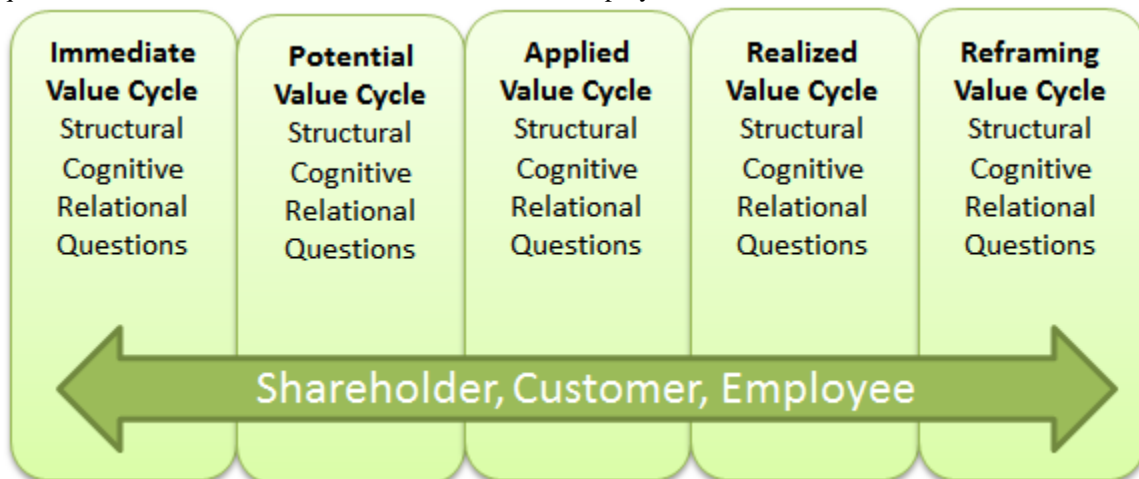 Immediate
Value Cycle
Structural
Cognitive
Relational
Questions
Potential
Value Cycle
Structural
Cognitive
Relational
Questions
Applied
Value Cycle
Structural
Cognitive
Relational
Questions
Realized
Value Cycle
Structural
Cognitive
Relational
Questions
Reframing
Value Cycle
Structural
Cognitive
Relational
Questions
Shareholder, Customer, Employee